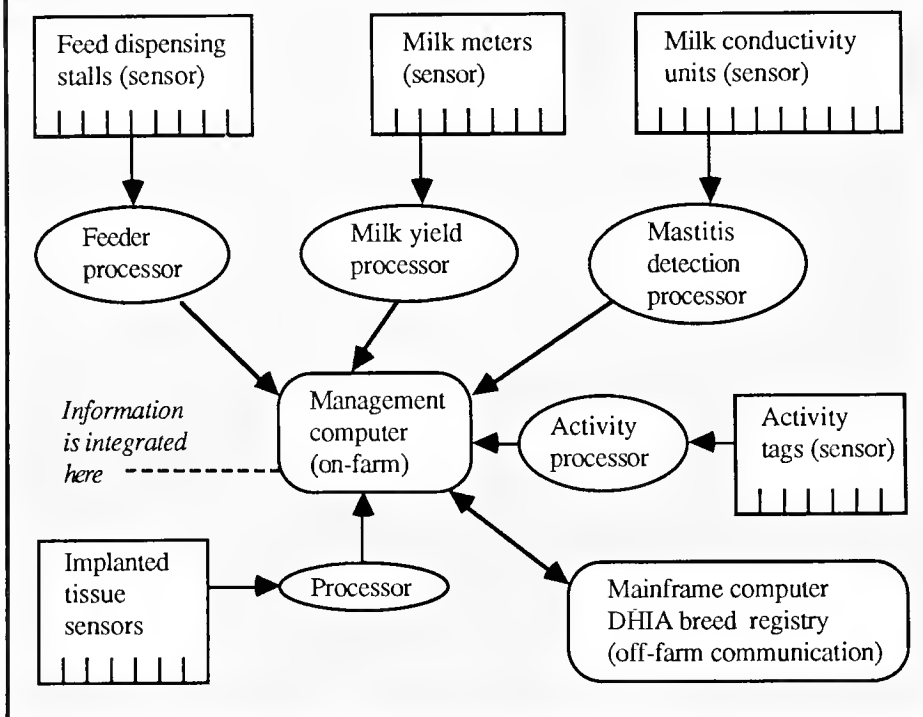 Feed dispensing
stalls (sensor)
Milk meters
(sensor)
Milk conductivity
units (sensor)
Feeder
processor
Milk yield
processor
Mastitis
detection
processor
Information
is integrated
here
Management
computer
(on-farm)
Activity
processor
Activity
tags (sensor)
Implanted
tissue
sensors
Processor
Mainframe computer
DHIA breed registry
(off-farm communication)